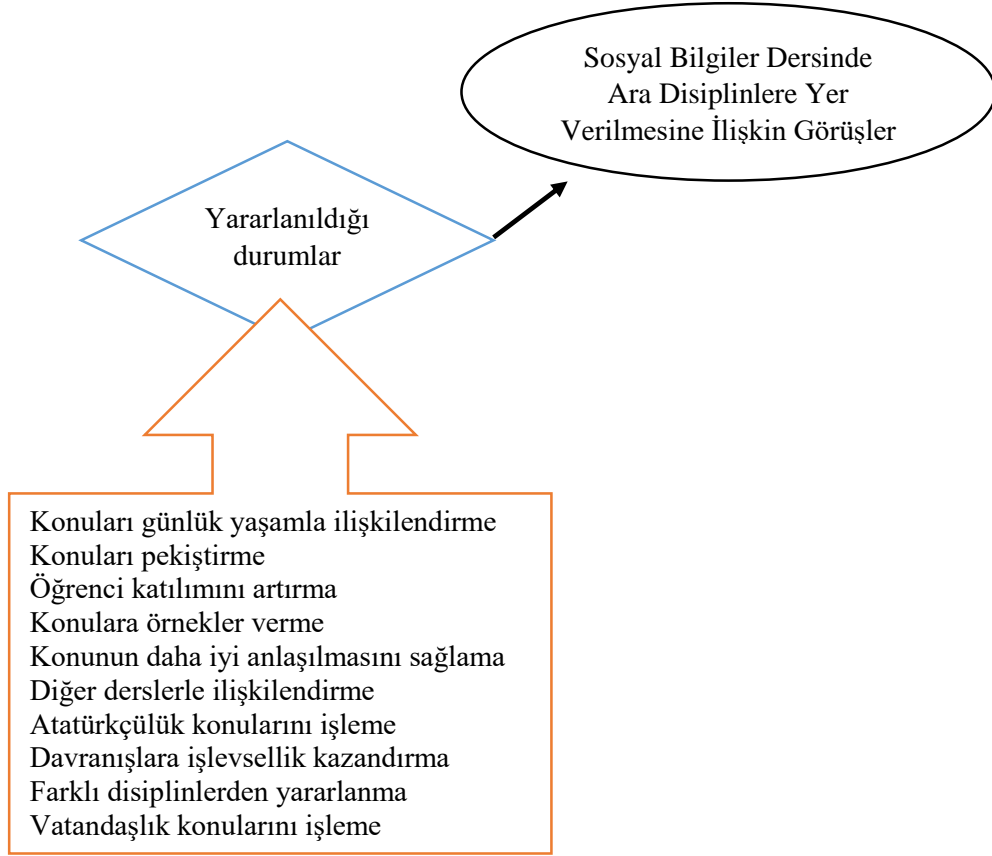 Sosyal Bilgiler Dersinde
Ara Disiplinlere Yer
Verilmesine İlişkin Görüşler
Yararlanıldığı
durumlar
Konuları günlük yaşamla ilişkilendirme
Konuları pekiştirme
Öğrenci katılımını artırma
Konulara örnekler verme
Konunun daha iyi anlaşılmasını sağlama
Diğer derslerle ilişkilendirme
Atatürkçülük konularını işleme
Davranışlara işlevsellik kazandırma
Farklı disiplinlerden yararlanma
Vatandaşlık konularını işleme